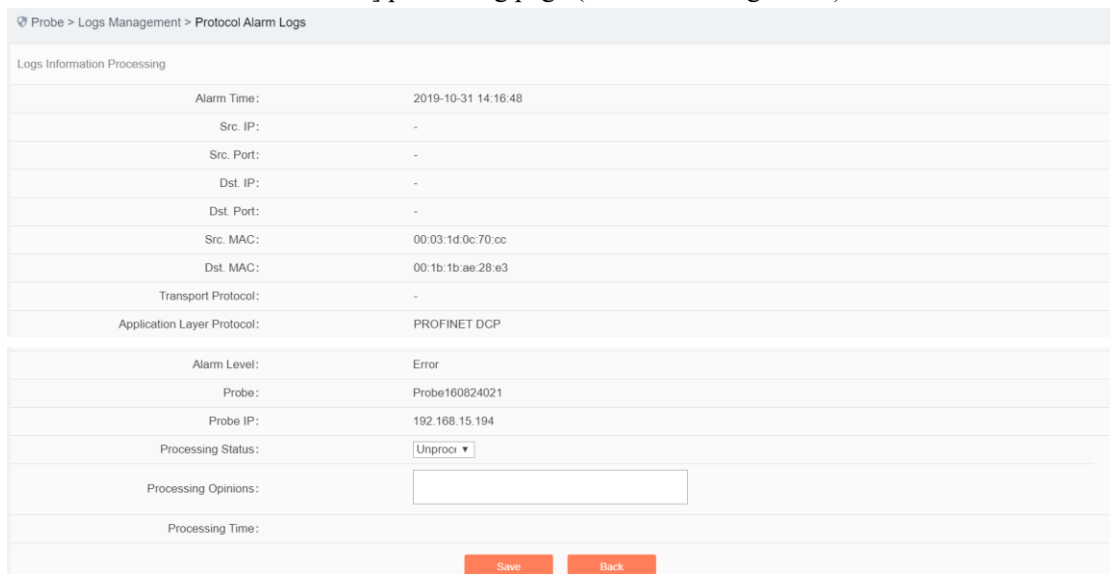 Probe > Logs Management > Protocol Alarm Logs
Logs Information Processing
Alarm Time: 2019-10-31 14:16:48
Src. IP: -
Src. Port: -
Dst. IP: -
Dst. Port: -
Src. MAC: 00:03:1d:0c:70:cc
Dst. MAC: 00:1b:1b:ae:28:e3
Transport Protocol: -
Application Layer Protocol: PROFINET DCP
Alarm Level: Error
Probe: Probe160824021
Probe IP: 192.168.15.194
Processing Status: Unproc
Processing Opinions:
Processing Time:
Save Back